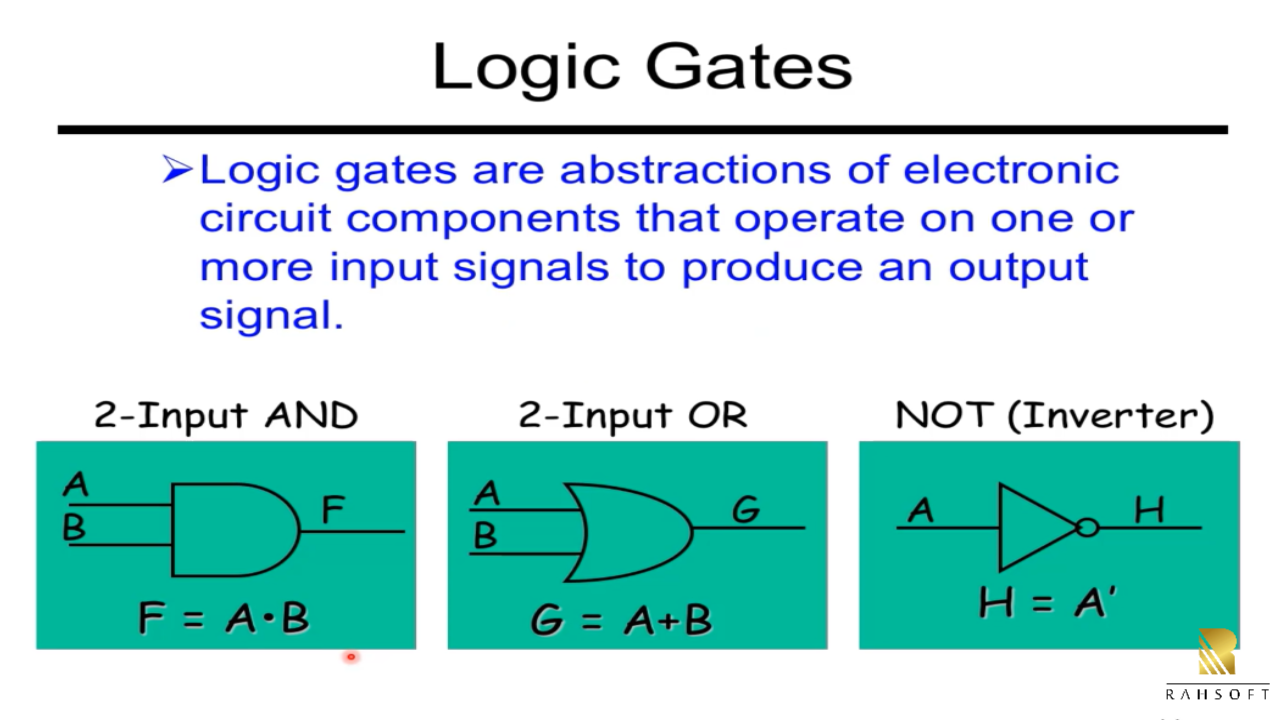 Logic Gates
Logic gates are abstractions of electronic
circuit components that operate on one or
more input signals to produce an output
signal.
2-Input AND
2-Input OR
NOT (Inverter)
A
B
F
F = A•B
A
B
G
G = A+B
A
H
H = A'
RAHSOFT